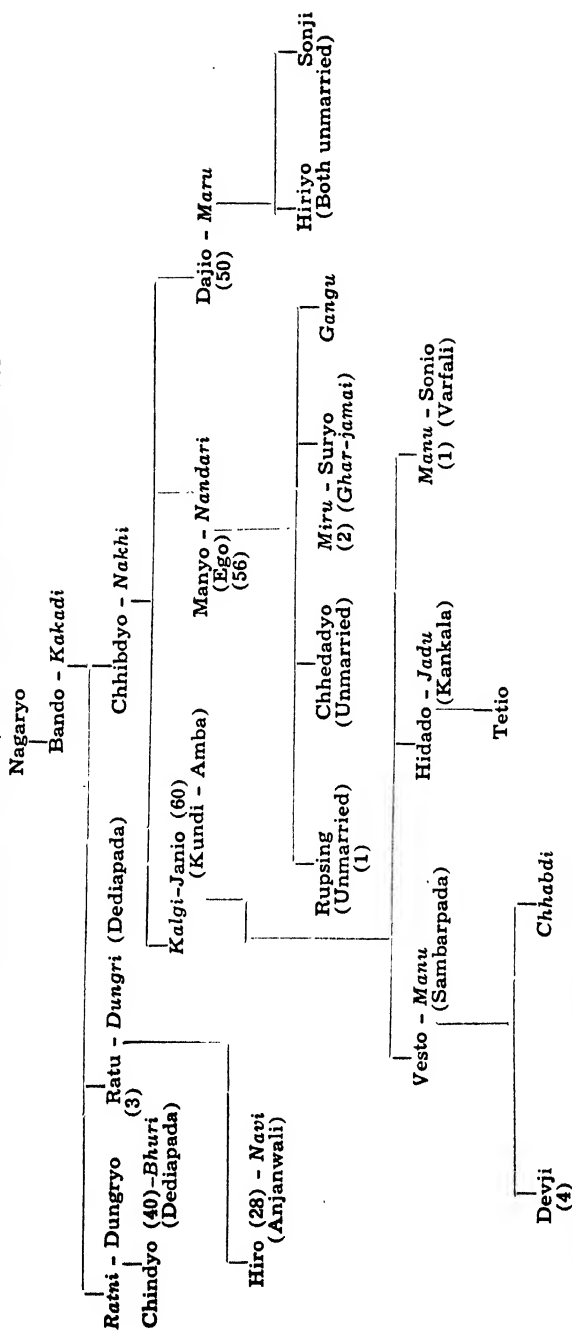 Nagaryo
Bando - Kakadi
Ratni - Dungryo
Ratu - Dungri (Dediapada)
(3)
Chhibdyo - Nakhi
Chindyo (40)-Bhuri
(Dediapada)
Hiro (28) - Navi
(Anjanwali)
Kalgi-Janio (60)
(Kundi - Amba)
Manyo - Nandari
(Ego)
(56)
Dajio - Maru
(50)
Rupsing
(Unmarried)
(1)
Chhedadyo
(Unmarried)
Miru - Suryo
(2) (Ghar-jamai)
Gangu
Hiriyo
Sonji
(Both unmarried)
Vesto - Manu
(Sambarpada)
Hidado - Jadu
(Kankala)
Manu - Sonio
(1) (Varfali)
Devji
(4)
Chhabdi
Tetio